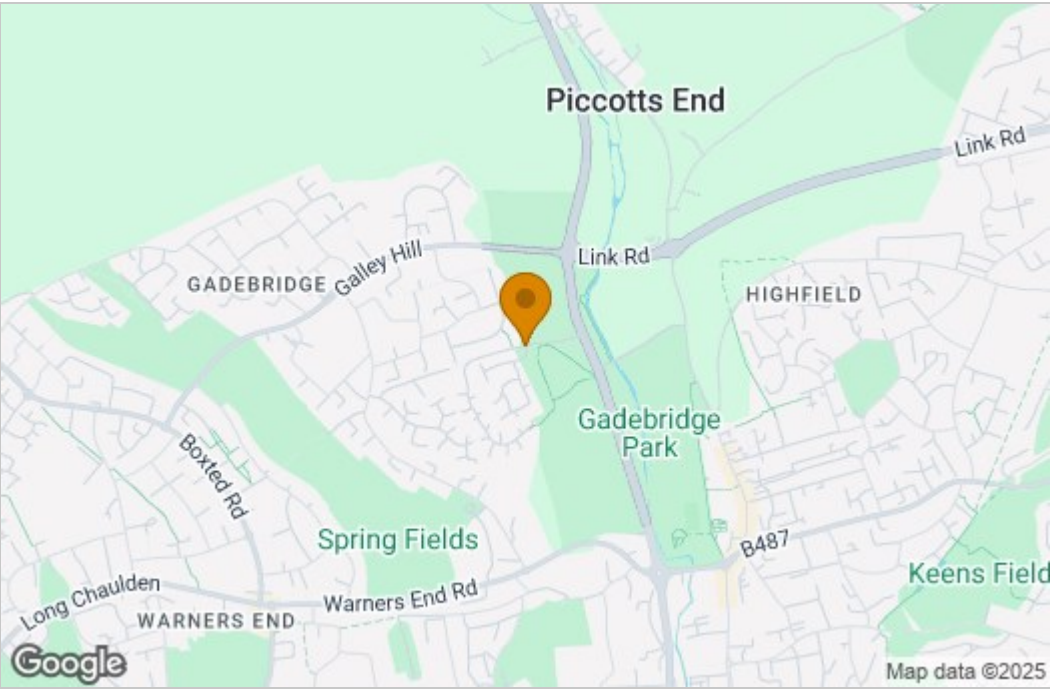 Piccotts End
Link Rd
Link Rd
Galley Hill
GADEBRIDGE
HIGHFIELD
Gadebridge
Park
Boxted Rd
Spring Fields
B487
Keens Field
Long Chaulden
Warners End Rd
WARNERS END
Google
Map data ©2025